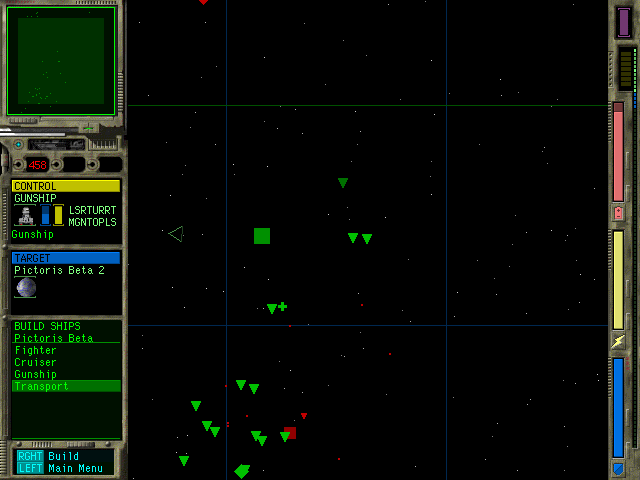 458
CONTROL
GUNSHIP
LSRTURRT
MGNTOPLS
Gunship
TARGET
Pictoris Beta 2
BUILD SHIPS
Pictoris Beta
Fighter
Cruiser
Gunship
Transport
RGHT Build
LEFT Main Menu